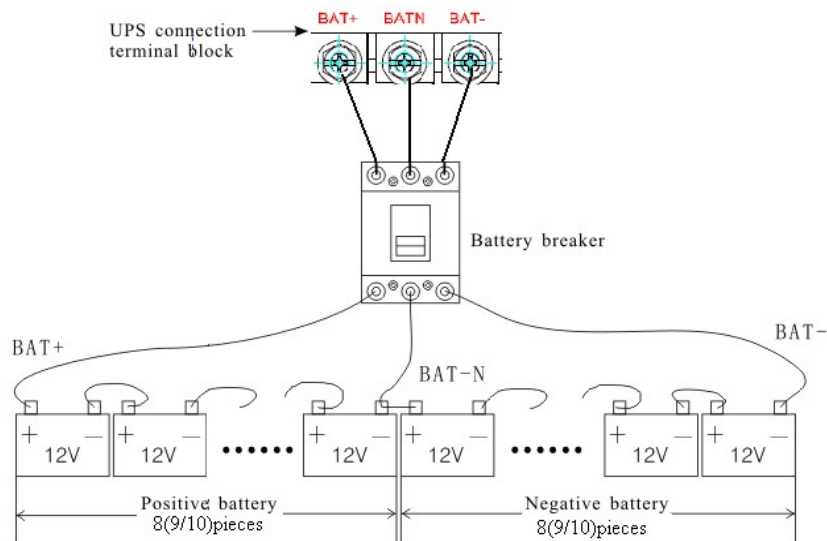 BAT+ BATN BAT-
UPS connection
terminal block
Battery breaker
BAT+
BAT-
BAT-N
+ − + − + − + − + − + −
12V 12V 12V 12V 12V 12V
Positive battery
8(9/10)pieces
Negative battery
8(9/10)pieces